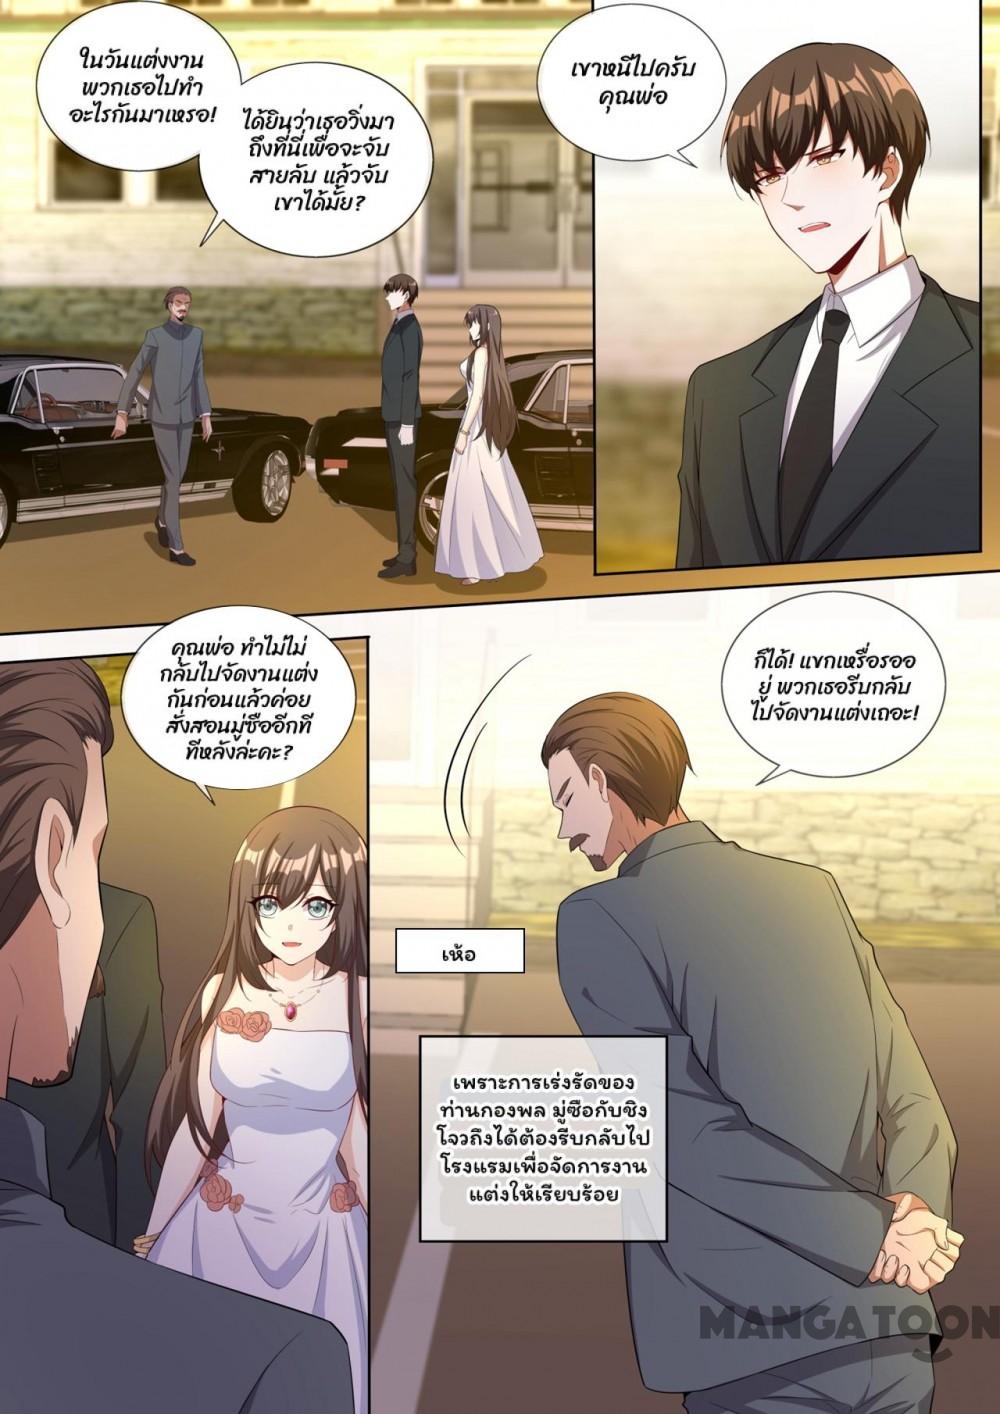 ในวันแต่งงาน
พวกเธอไปทำ
อะไรกันมาเหรอ!
ได้ยินว่าเธอวิ่งมา
ถึงที่นี่เพื่อจะจับ
สายลับ แล้วจับ
เขาได้มั้ย?
เขาหนีไปครับ
คุณพ่อ
คุณพ่อ ทำไมไม่
กลับไปจัดงานแต่ง
กันก่อนแล้วค่อย
สั่งสอนมู่ซืออีกที
ทีหลังล่ะคะ?
ก็ได้! แขกเหรื่อรออ
ยู่ พวกเธอรีบกลับ
ไปจัดงานแต่งเถอะ!
เห้อ
เพราะการเร่งรัดของ
ท่านกองพล มู่ซือกับชิง
โจวถึงได้ต้องรีบกลับไป
โรงแรมเพื่อจัดการงาน
แต่งให้เรียบร้อย
MANGATOON